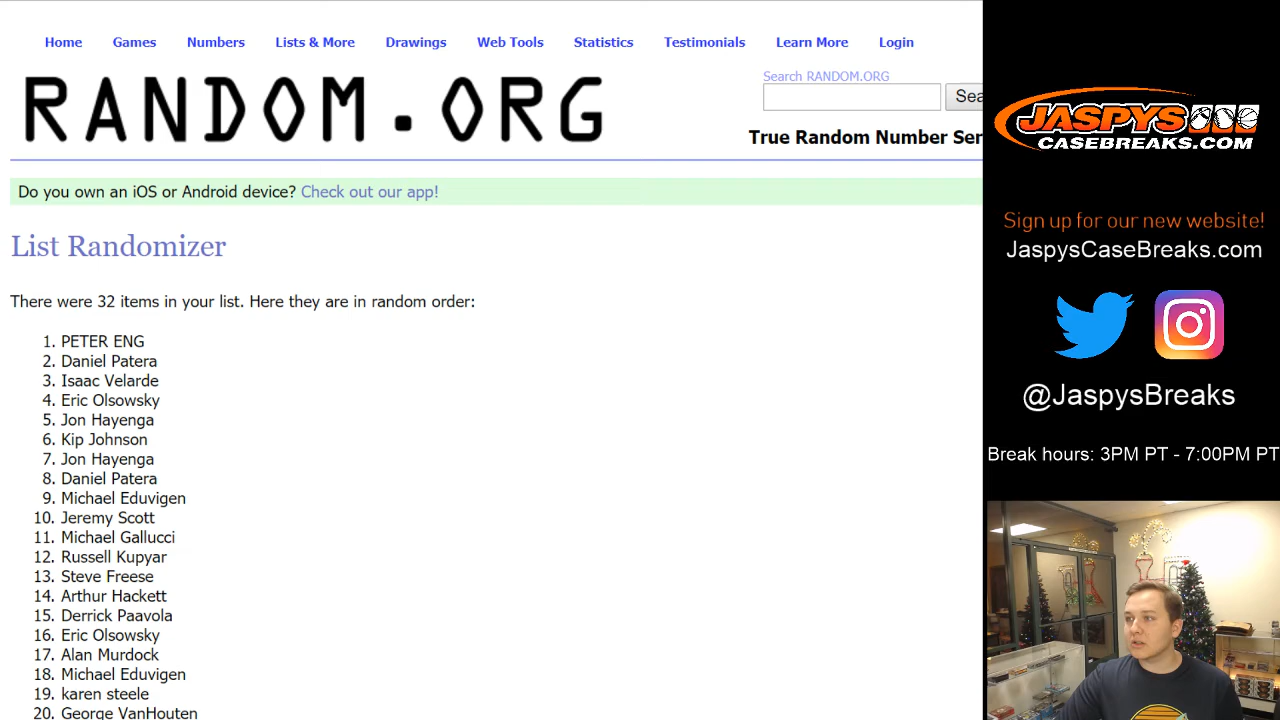 Home Games Numbers Lists & More Drawings Web Tools Statistics Testimonials Learn More Login
RANDOM.ORG
Search RANDOM.ORG
Sea
True Random Number Ser
Do you own an iOS or Android device? Check out our app!
List Randomizer
There were 32 items in your list. Here they are in random order:
1. PETER ENG
2. Daniel Patera
3. Isaac Velarde
4. Eric Olsowsky
5. Jon Hayenga
6. Kip Johnson
7. Jon Hayenga
8. Daniel Patera
9. Michael Eduvigen
10. Jeremy Scott
11. Michael Gallucci
12. Russell Kupyar
13. Steve Freese
14. Arthur Hackett
15. Derrick Paavola
16. Eric Olsowsky
17. Alan Murdock
18. Michael Eduvigen
19. karen steele
20. George VanHouten
JASPYS
CASEBREAKS.COM
Sign up for our new website!
JaspysCaseBreaks.com
@JaspysBreaks
Break hours: 3PM PT - 7:00PM PT